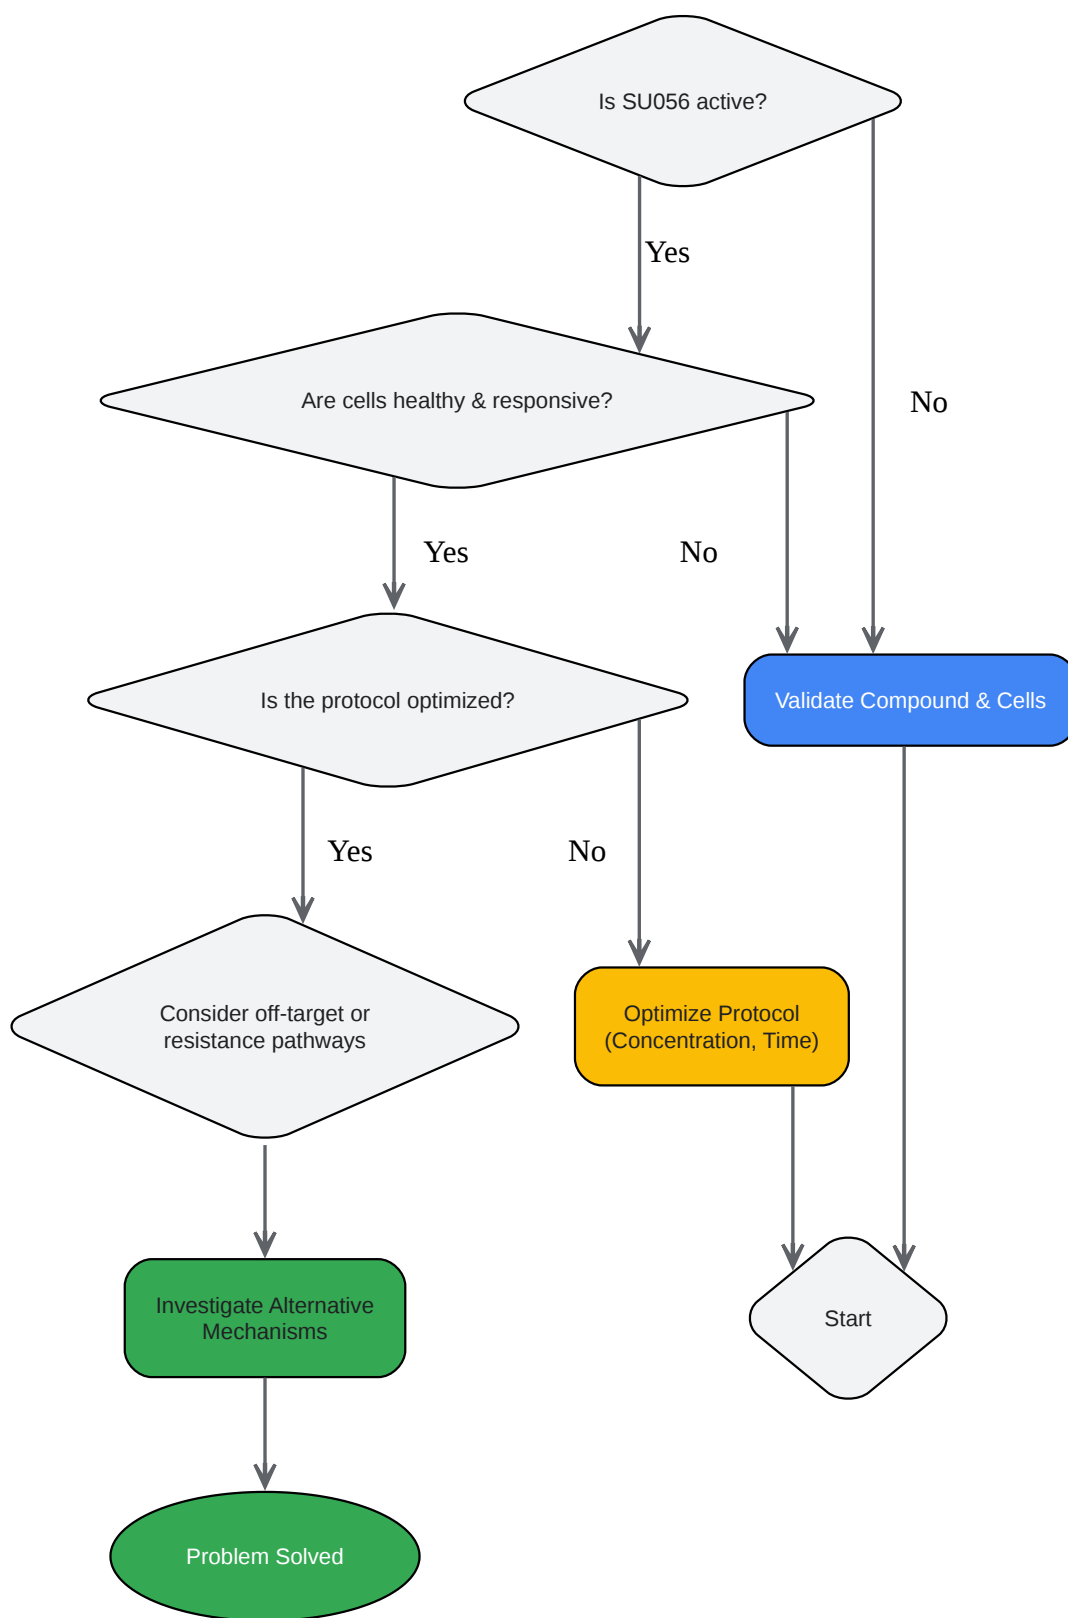 Is SU056 active?
Yes
Are cells healthy & responsive?
No
Yes
No
Is the protocol optimized?
Validate Compound & Cells
Yes
No
Consider off-target or
resistance pathways
Optimize Protocol
(Concentration, Time)
Investigate Alternative
Mechanisms
Start
Problem Solved